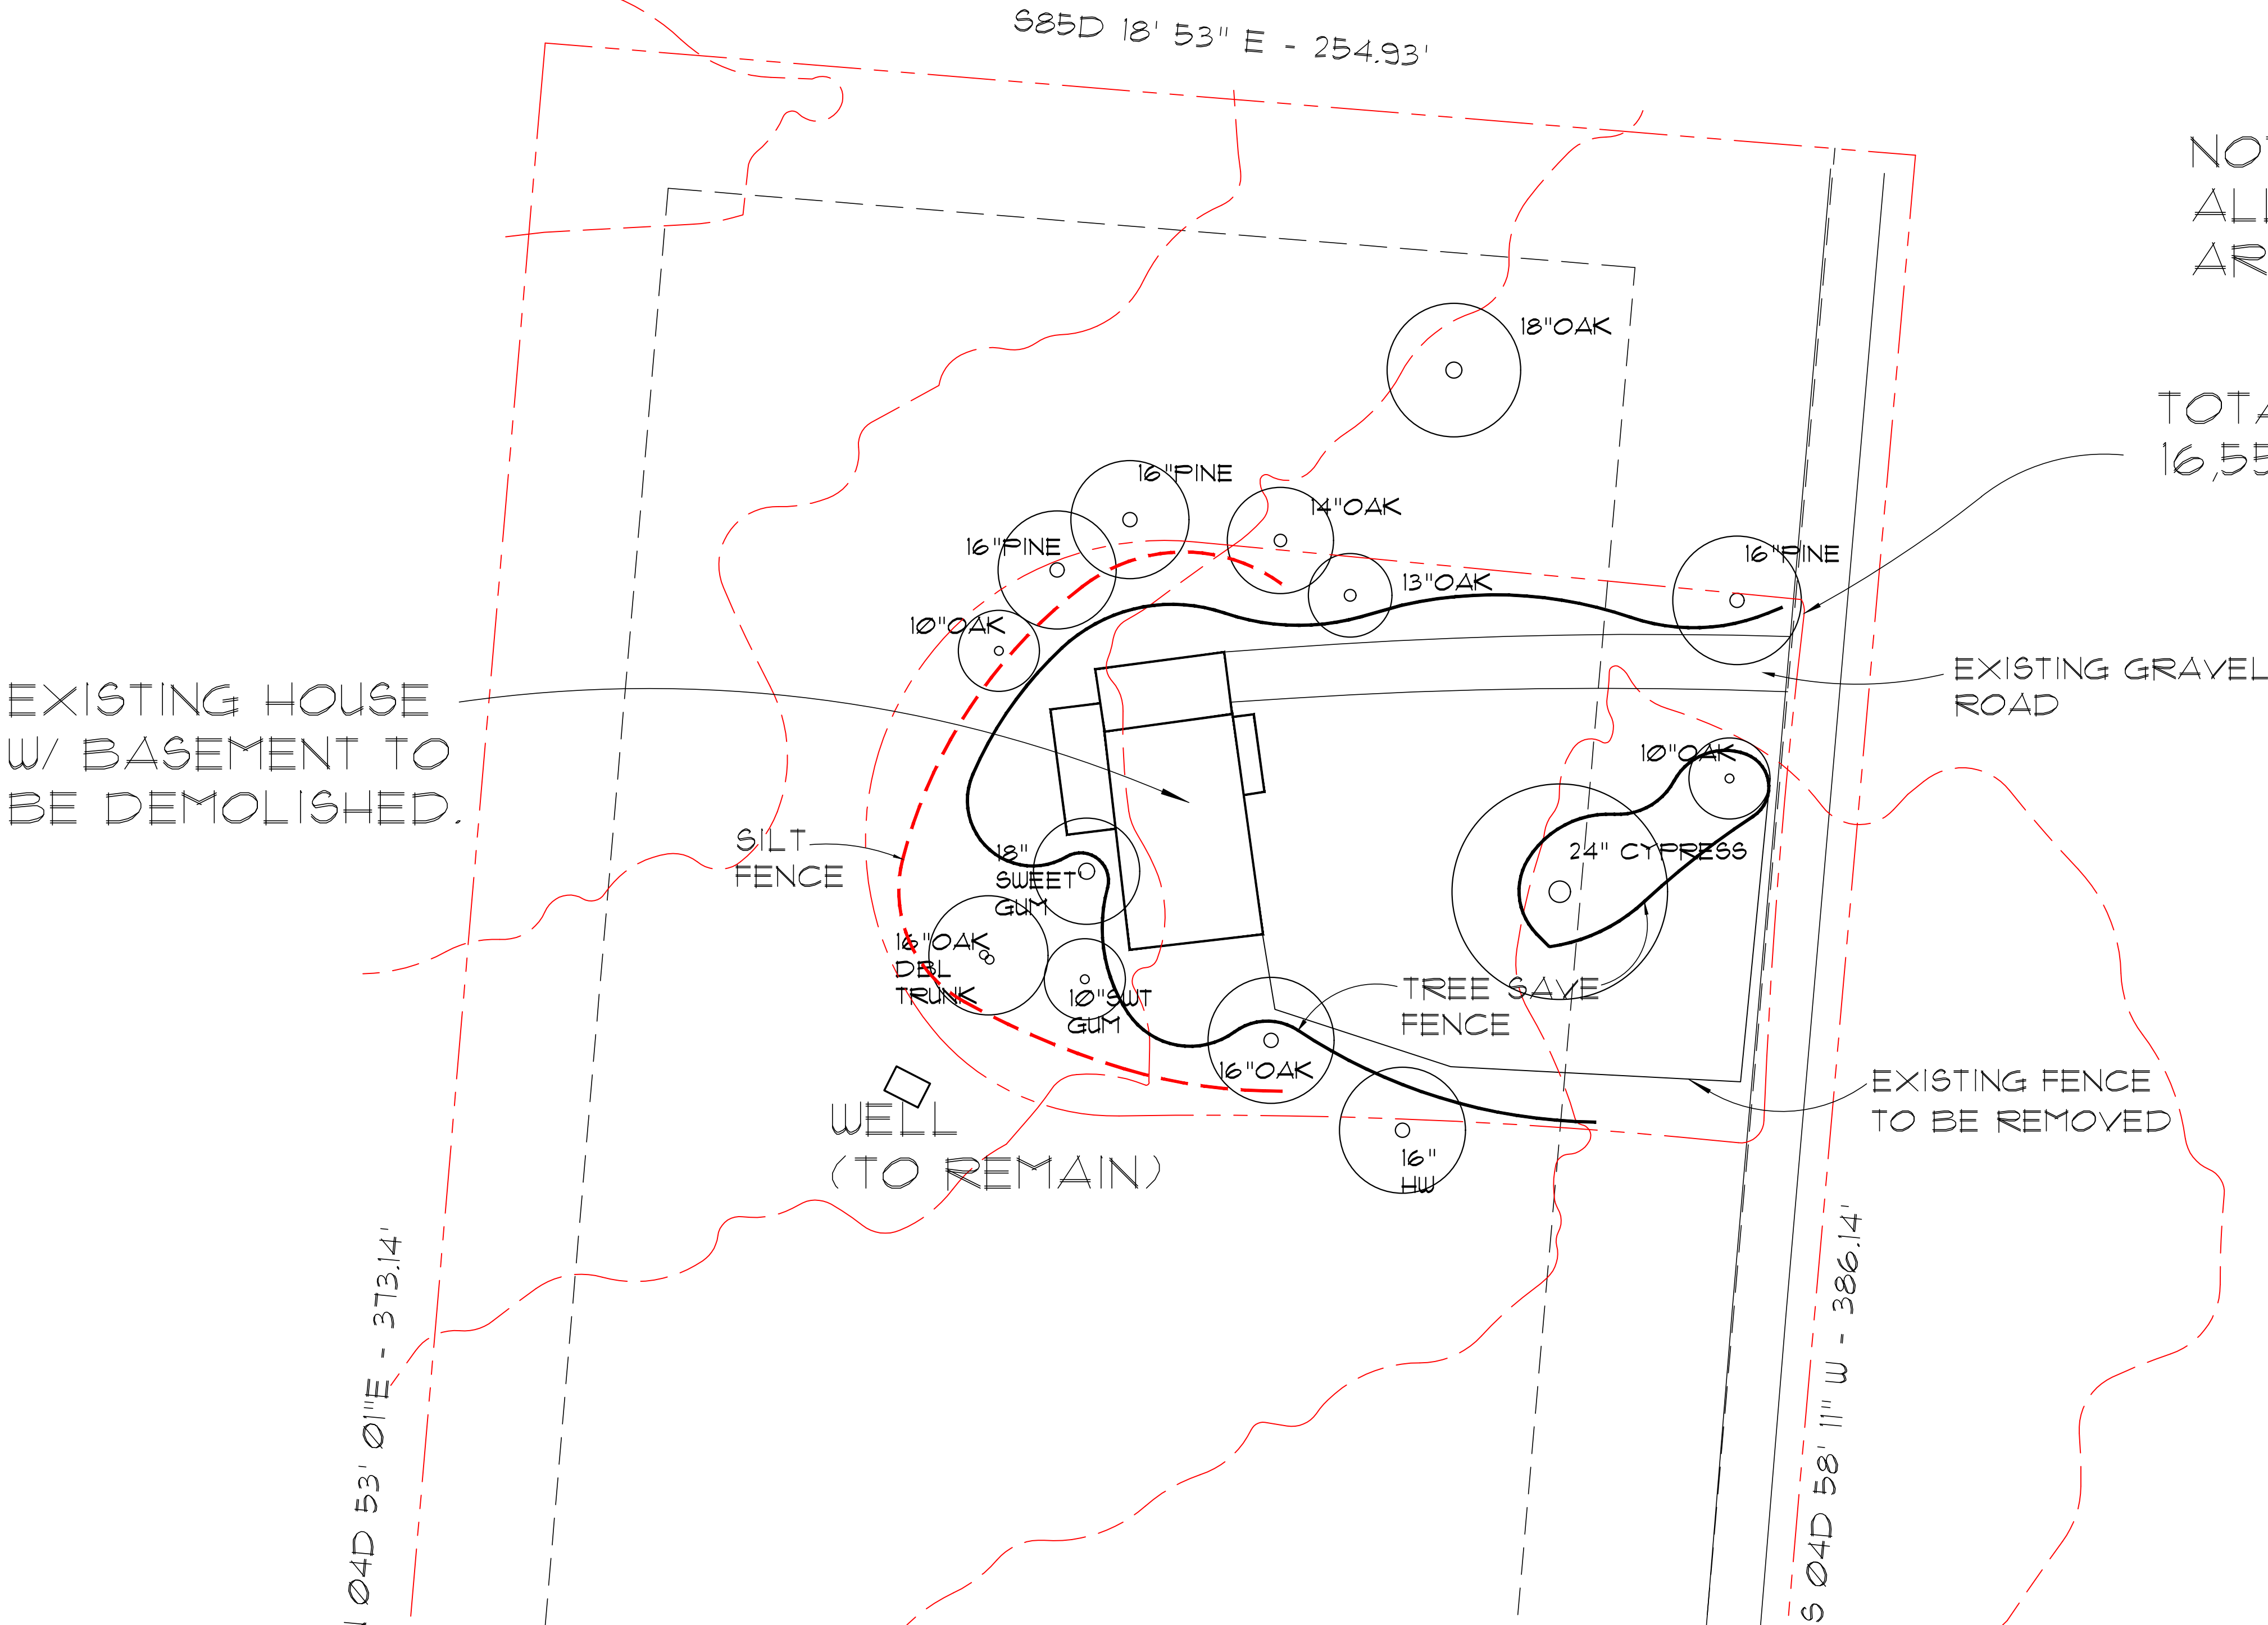 S85D 18' 53" E - 254.93'
18"OAK
16"PINE
14"OAK
16"PINE
16"PINE
13"OAK
10"OAK
EXISTING HOUSE
W/ BASEMENT TO
BE DEMOLISHED.
EXISTING GRAVEL
ROAD
10"OAK
SILT
FENCE
18"
SWEET
GUM
24" CYPRESS
16"OAK
DBL
TRUNK
10"SWT
GUM
TREE SAVE
FENCE
16"OAK
EXISTING FENCE
TO BE REMOVED
WELL
(TO REMAIN)
16"
HW
04D 53' 01"E - 373.14'
S 04D 58' 11" W - 386.14'